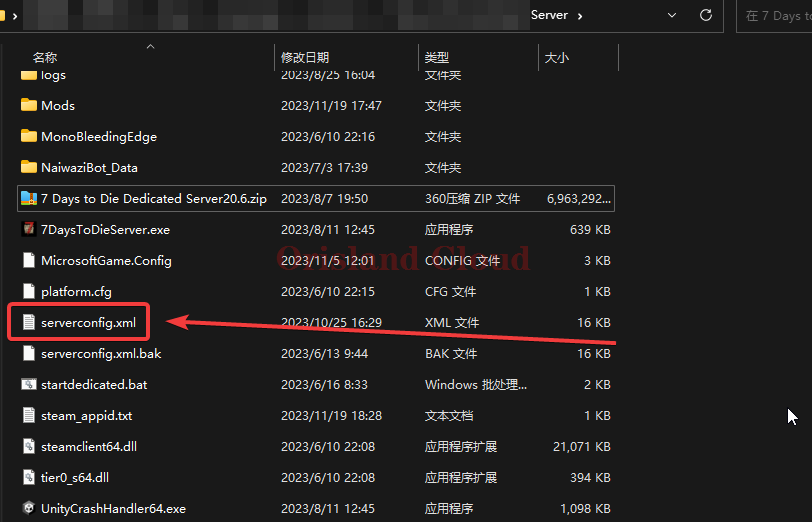 Server
在 7 Days to
名称 修改日期 类型 大小
logs 2023/8/25 16:04 文件夹
Mods 2023/11/19 17:47 文件夹
MonoBleedingEdge 2023/6/10 22:16 文件夹
NaiwaziBot_Data 2023/7/3 17:39 文件夹
7 Days to Die Dedicated Server20.6.zip 2023/8/7 19:50 360压缩 ZIP 文件 6,963,292...
7DaysToDieServer.exe 2023/8/11 12:45 应用程序 639 KB
MicrosoftGame.Config 2023/11/5 12:01 CONFIG 文件 3 KB
Orisland Cloud
platform.cfg 2023/6/10 22:15 CFG 文件 1 KB
serverconfig.xml 2023/10/25 16:29 XML 文件 16 KB
serverconfig.xml.bak 2023/6/13 9:44 BAK 文件 16 KB
startdedicated.bat 2023/6/16 8:33 Windows 批处理... 2 KB
steam_appid.txt 2023/11/19 18:28 文本文档 1 KB
steamclient64.dll 2023/6/10 22:08 应用程序扩展 21,071 KB
tier0_s64.dll 2023/6/10 22:08 应用程序扩展 394 KB
UnityCrashHandler64.exe 2023/8/11 12:45 应用程序 1,098 KB